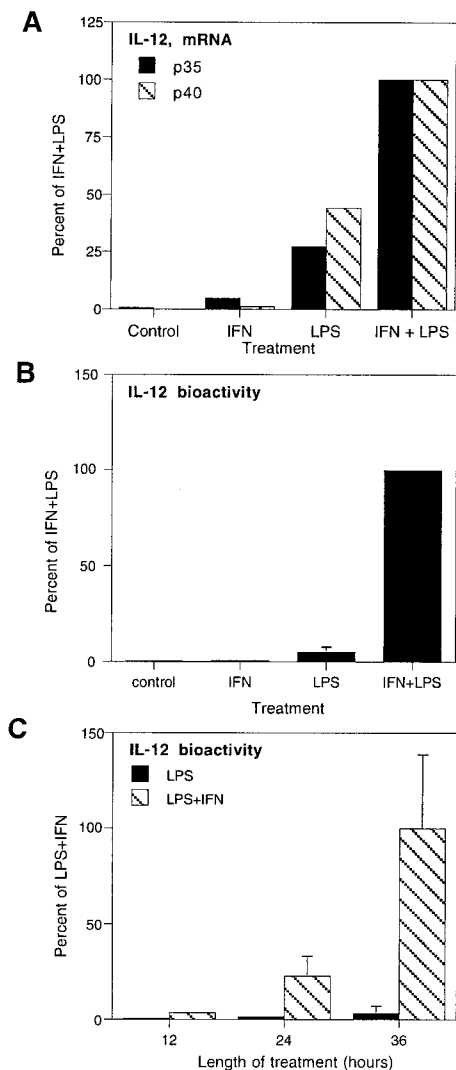 A
IL-12, mRNA
p35
p40
Percent of IFN+LPS
125
100
75
50
25
0
Control IFN LPS IFN + LPS
Treatment
B
IL-12 bioactivity
Percent of IFN+LPS
150
100
50
0
control IFN LPS IFN+LPS
Treatment
C
IL-12 bioactivity
LPS
LPS+IFN
Percent of LPS+IFN
150
100
50
0
12 24 36
Length of treatment (hours)